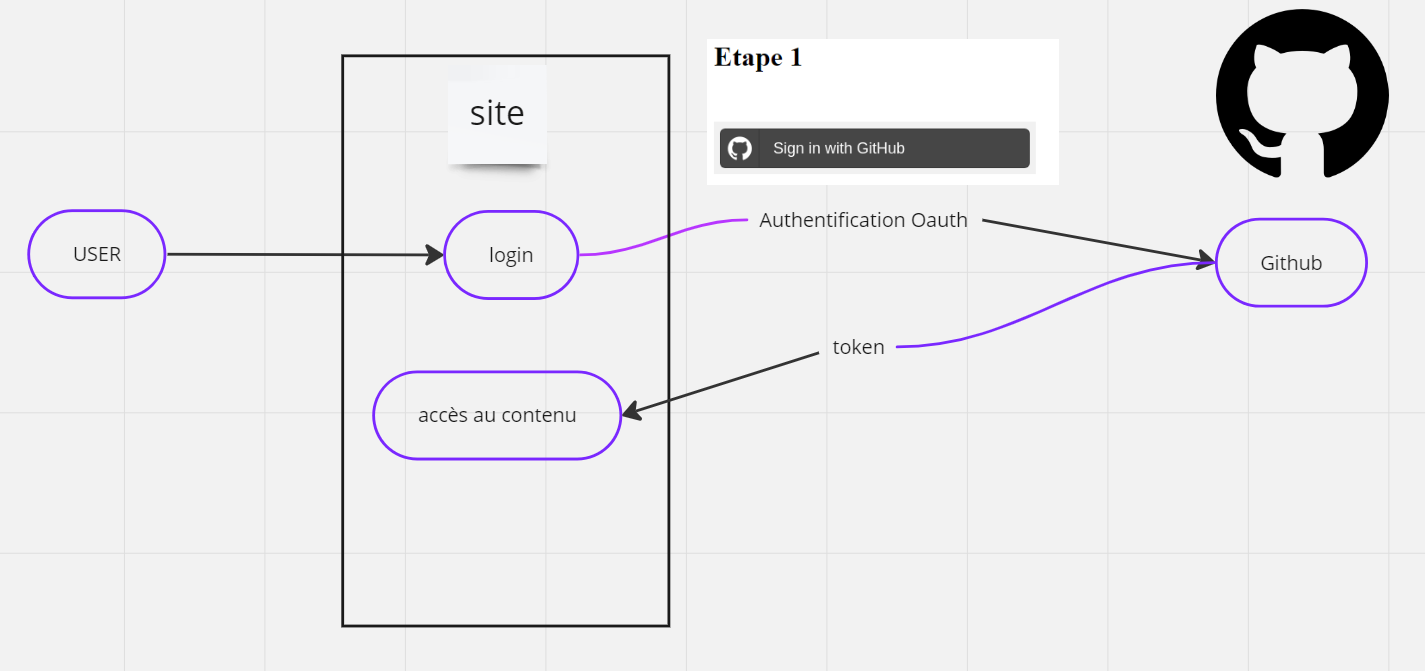 Etape 1
site
Sign in with GitHub
Authentification Oauth
USER
login
Github
token
accès au contenu